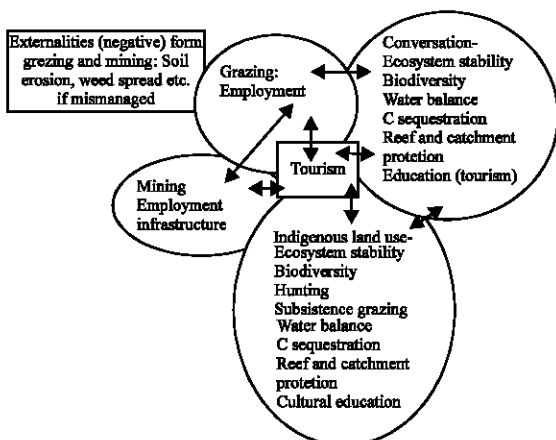 Externalities (negative) form
grezing and mining: Soil
erosion, weed spread etc.
if mismanaged
Grazing:
Employment
Conversation-
Ecosystem stability
Biodiversity
Water balance
C sequestration
Reef and catchment
protetion
Education (tourism)
Tourism
Mining
Employment
infrastructure
Indigenous land use-
Ecosystem stability
Biodiversity
Hunting
Subsistence grazing
Water balance
C sequestration
Reef and catchment
protetion
Cultural education